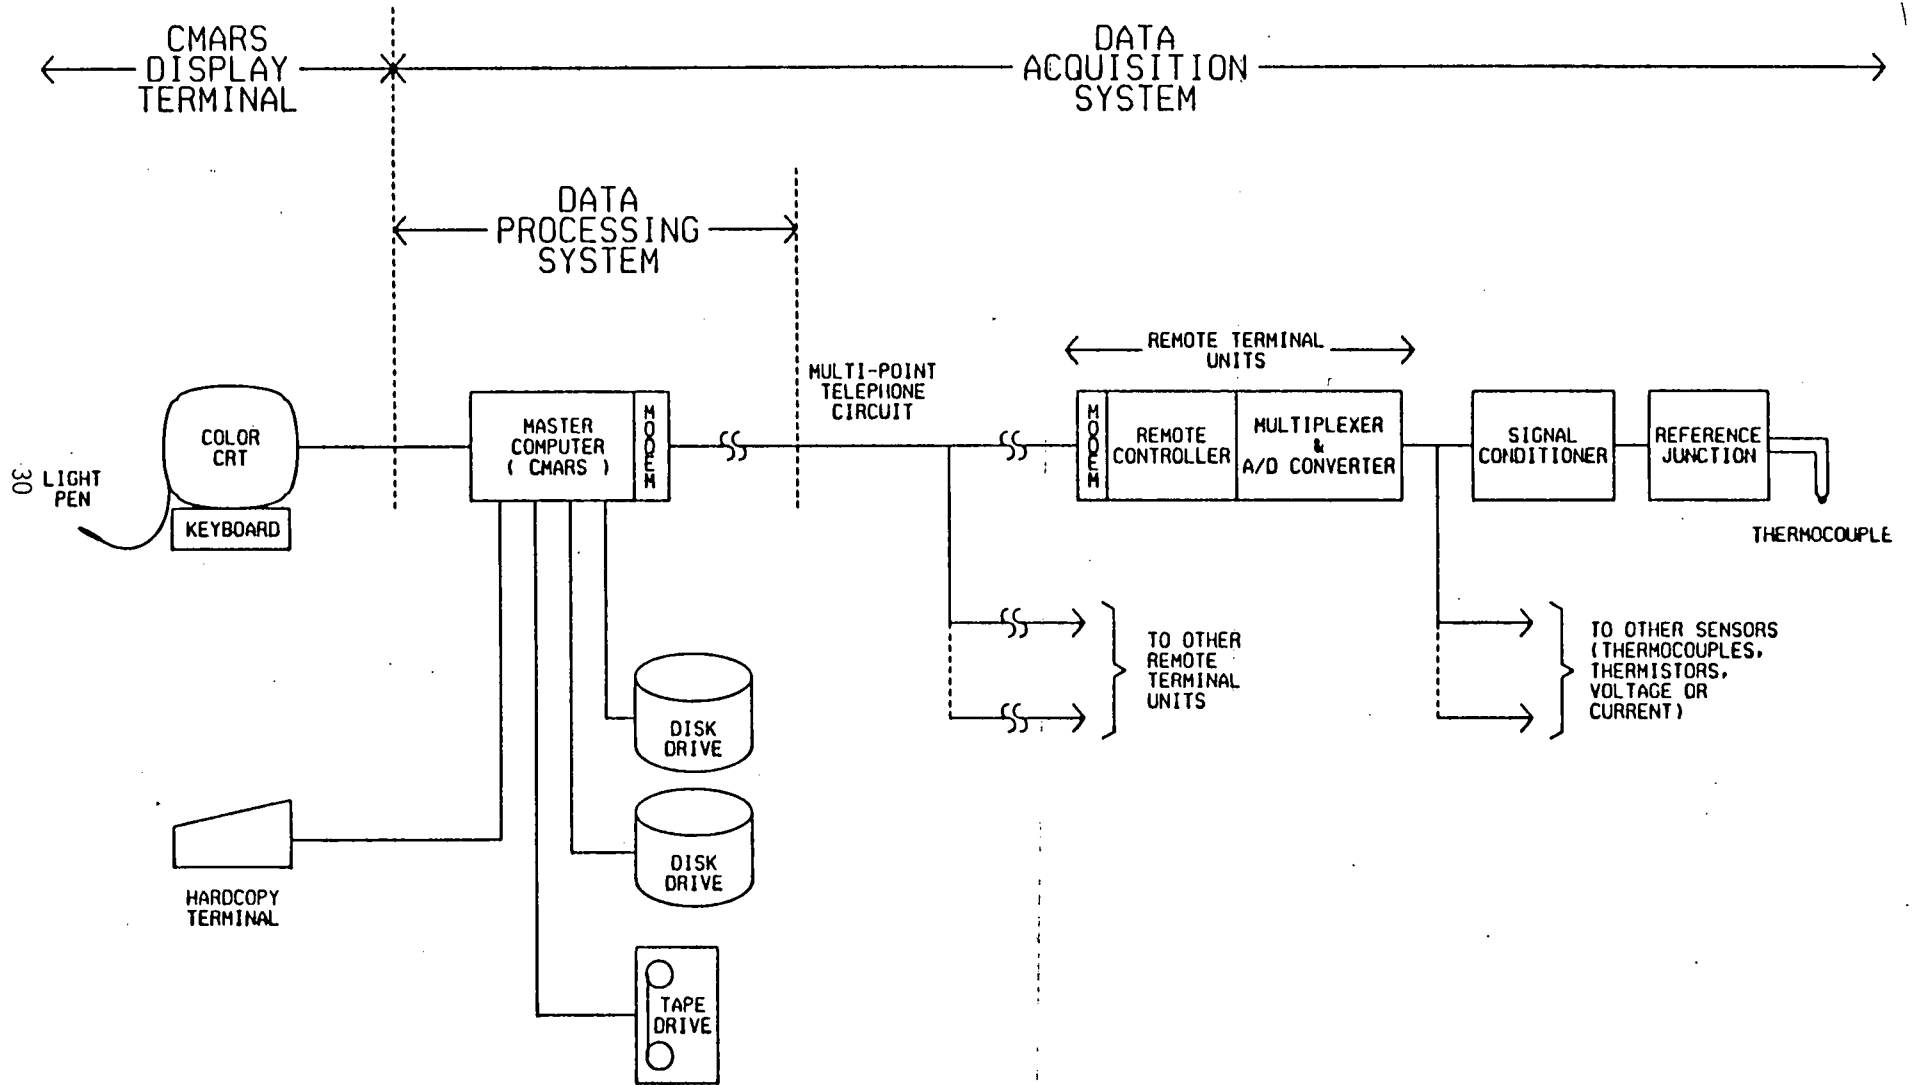 CMARS
DISPLAY
TERMINAL
DATA
ACQUISITION
SYSTEM
DATA
PROCESSING
SYSTEM
REMOTE TERMINAL
UNITS
MULTI-POINT
TELEPHONE
CIRCUIT
COLOR
CRT
LIGHT
PEN
KEYBOARD
MASTER
COMPUTER
( CMARS )
MODEM
MODEM
REMOTE
CONTROLLER
MULTIPLEXER
&
A/D CONVERTER
SIGNAL
CONDITIONER
REFERENCE
JUNCTION
THERMOCOUPLE
TO OTHER
REMOTE
TERMINAL
UNITS
TO OTHER SENSORS
(THERMOCOUPLES,
THERMISTORS,
VOLTAGE OR
CURRENT)
DISK
DRIVE
DISK
DRIVE
HARDCOPY
TERMINAL
TAPE
DRIVE
30